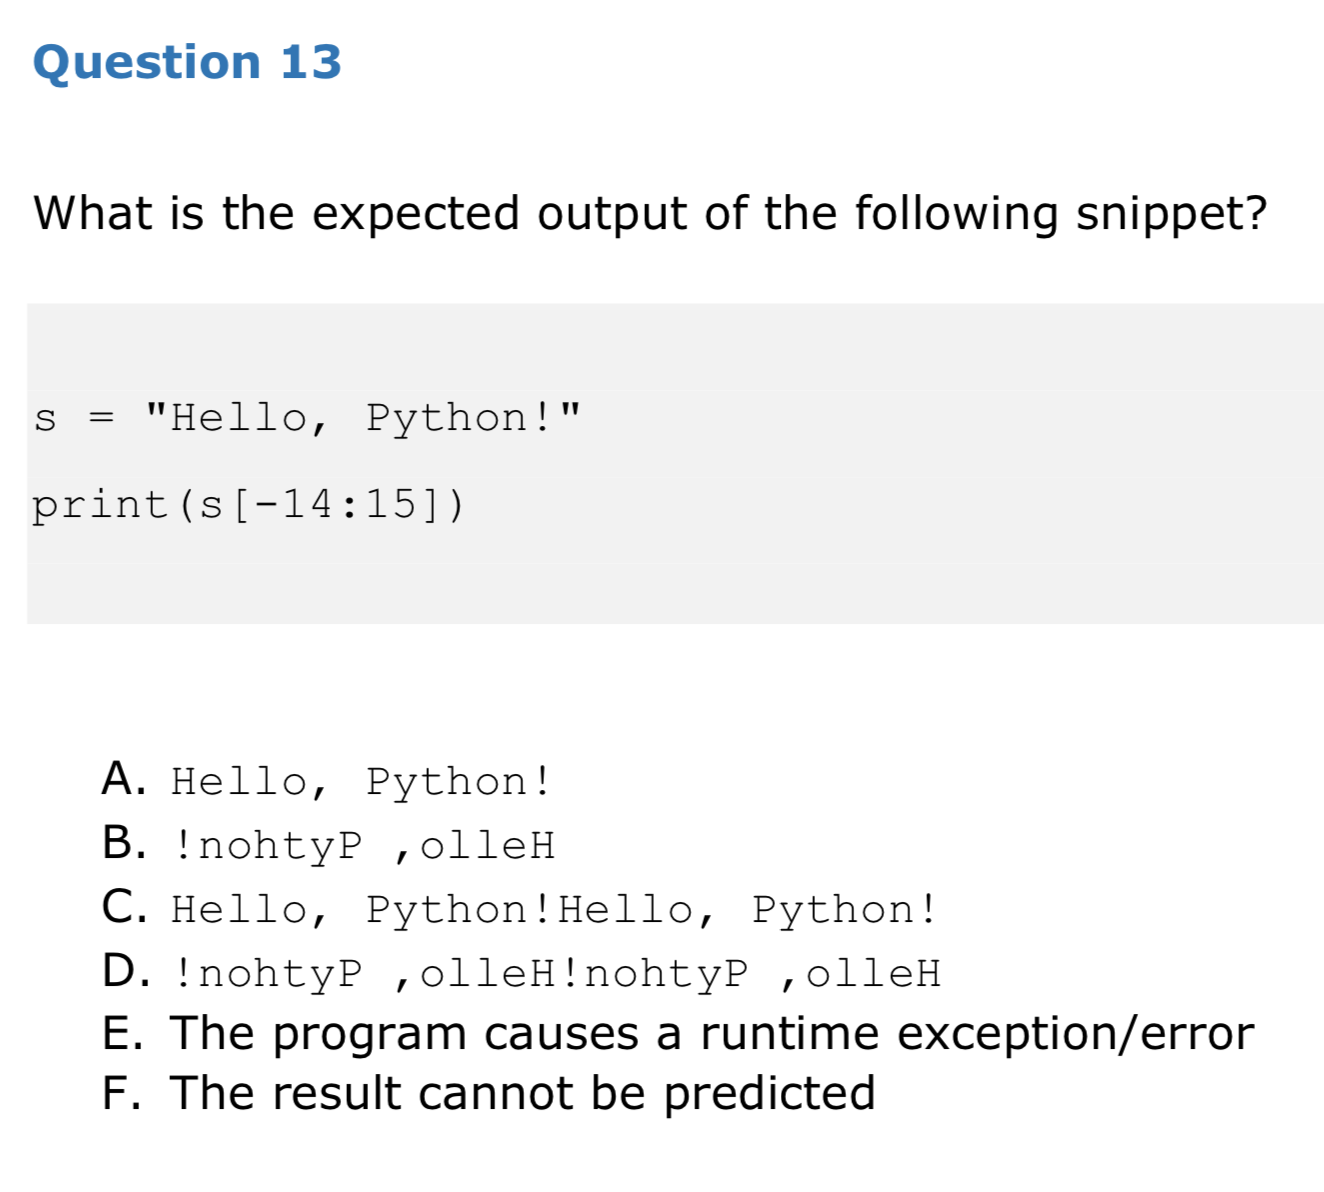 Question 13
What is the expected output of the following snippet?
s = "Hello, Python!"
print(s[-14:15])
A. Hello, Python!
B. !nohtyP ,olleH
C. Hello, Python!Hello, Python!
D. !nohtyP ,olleH!nohtyP ,olleH
E. The program causes a runtime exception/error
F. The result cannot be predicted